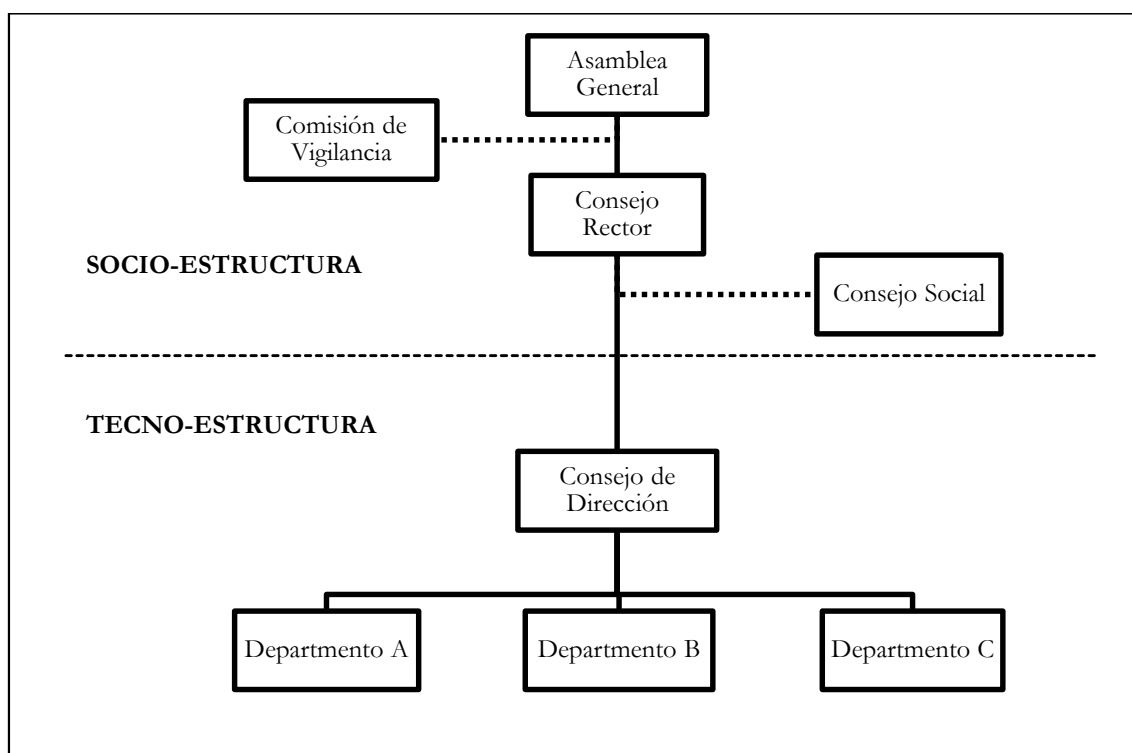 Asamblea
General
Comisión de
Vigilancia
Consejo
Rector
SOCIO-ESTRUCTURA
Consejo Social
TECNO-ESTRUCTURA
Consejo de
Dirección
Departmento A
Departmento B
Departmento C